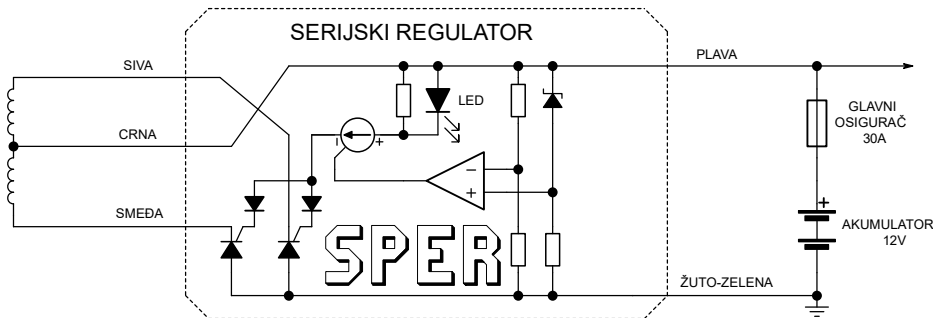 SERIJSKI REGULATOR
SIVA
PLAVA
LED
GLAVNI
OSIGURAČ
30A
CRNA
SMEĐA
AKUMULATOR
12V
SPER
ŽUTO-ZELENA